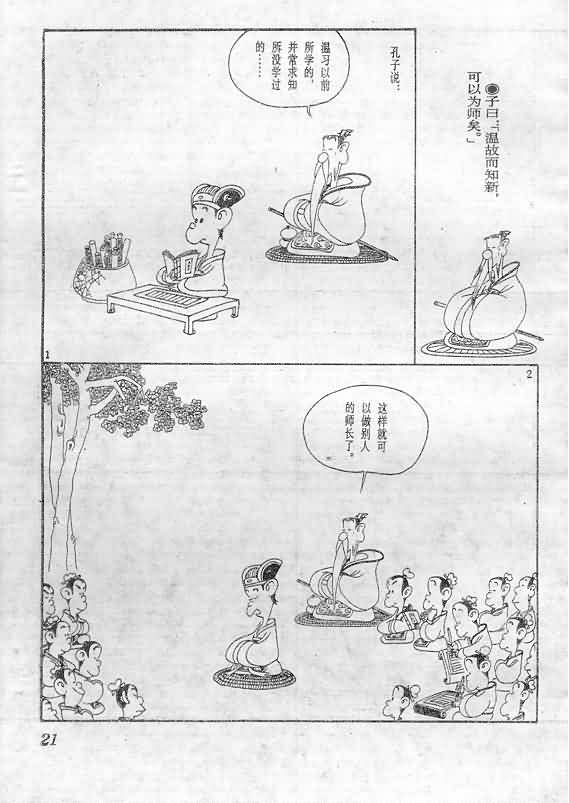 ●子曰：「温故而知新，
可以为师矣。」
孔子说：
温习以前
所学的，
并常求知
所没学过
的……
1
这样就可
以做别人
的师长了。
2
21